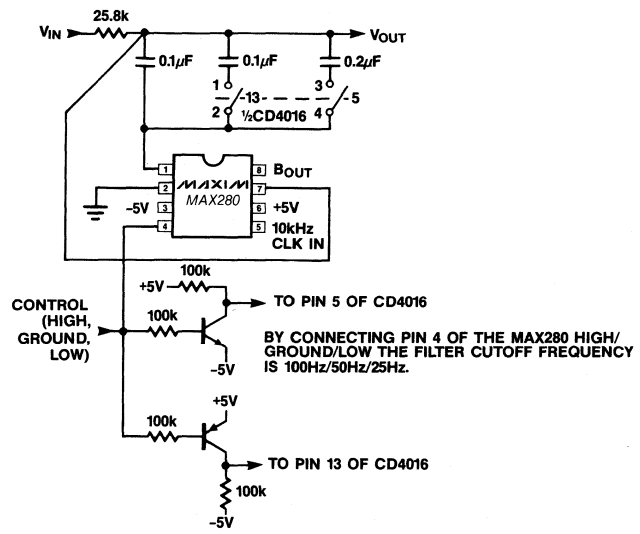 25.8k
VIN
VOUT
0.1µF
0.1µF
0.2µF
1
13
2
½CD4016
3
5
4
1
8
BOUT
2
MAXIM
7
MAX280
-5V
3
6
+5V
4
5
10kHz
CLK IN
100k
+5V
TO PIN 5 OF CD4016
CONTROL
(HIGH,
GROUND,
LOW)
100k
-5V
BY CONNECTING PIN 4 OF THE MAX280 HIGH/
GROUND/LOW THE FILTER CUTOFF FREQUENCY
IS 100Hz/50Hz/25Hz.
+5V
100k
TO PIN 13 OF CD4016
100k
-5V